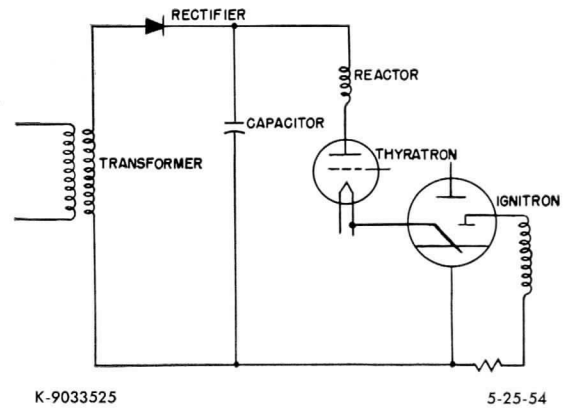 RECTIFIER
REACTOR
CAPACITOR
THYRATRON
TRANSFORMER
IGNITRON
K-9033525
5-25-54